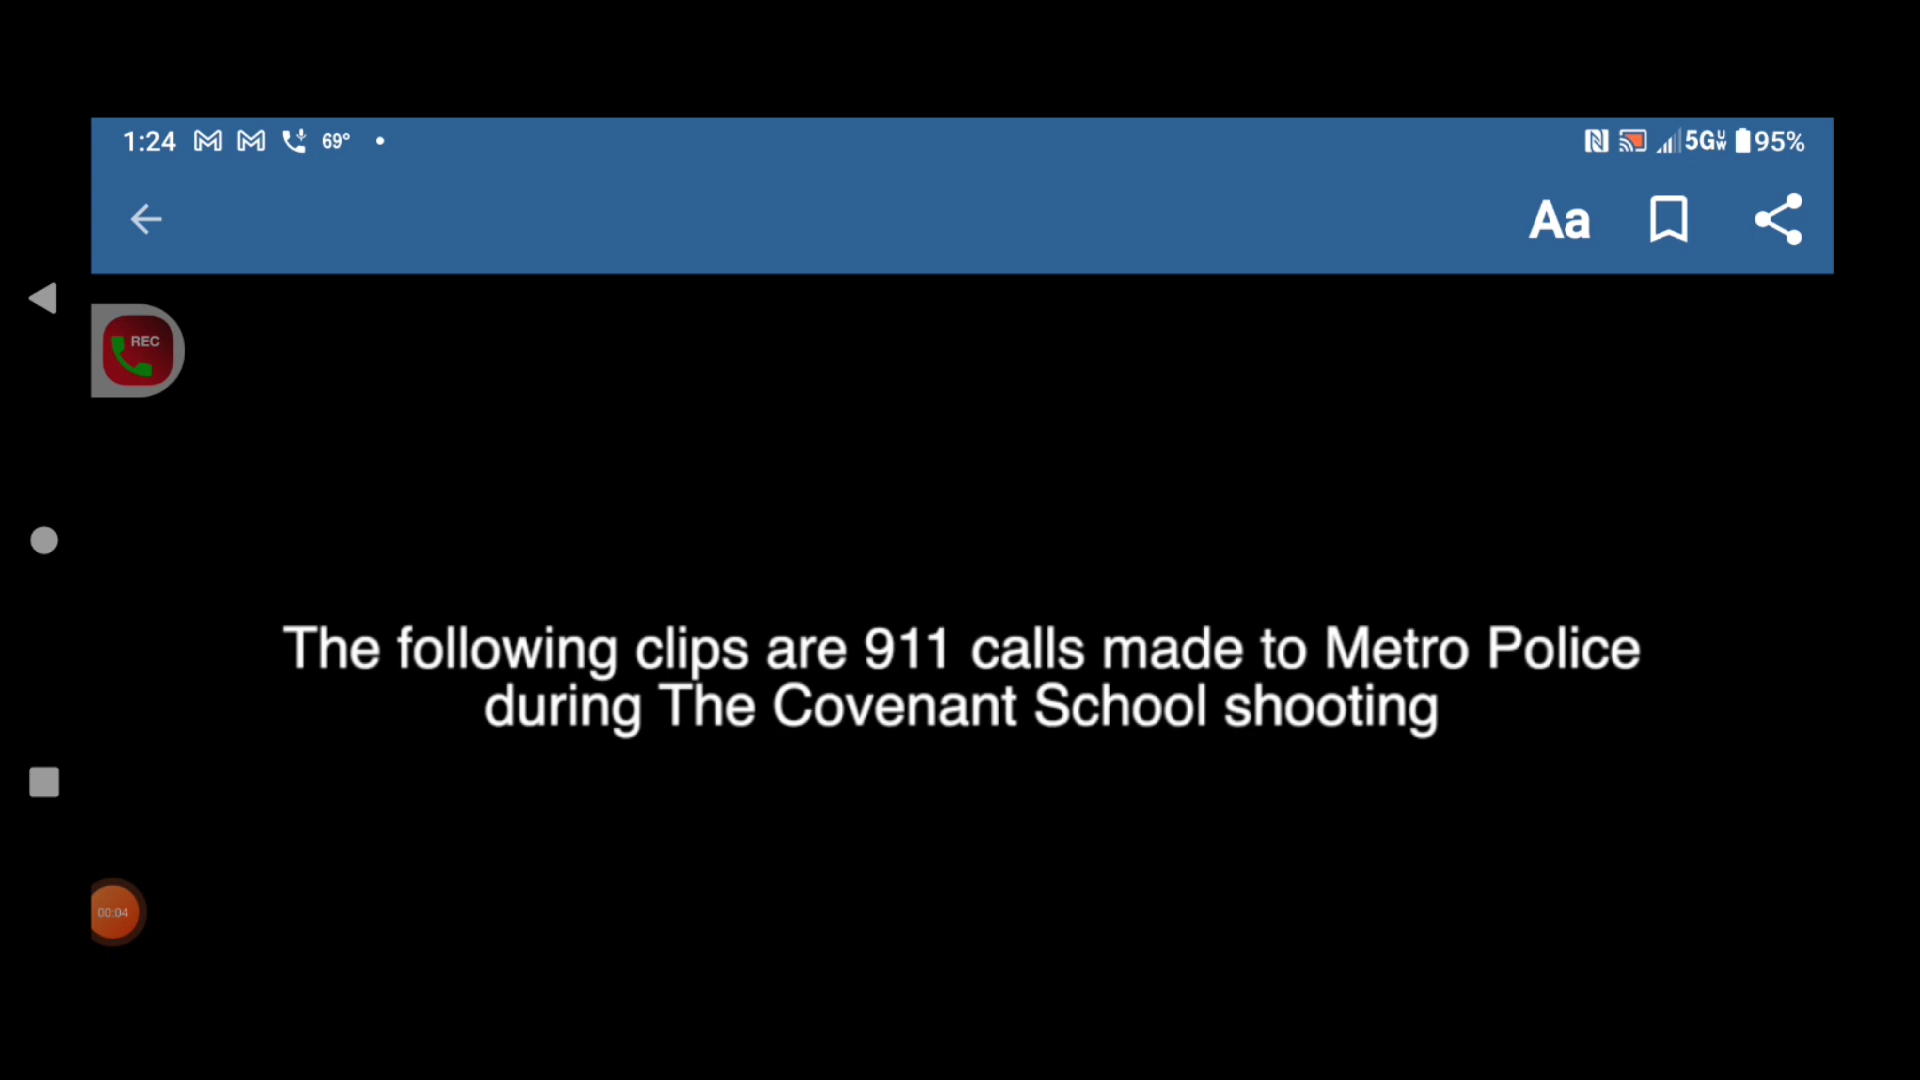 1:24 69° 5G UW 95%
Aa
REC
The following clips are 911 calls made to Metro Police
during The Covenant School shooting
00:04